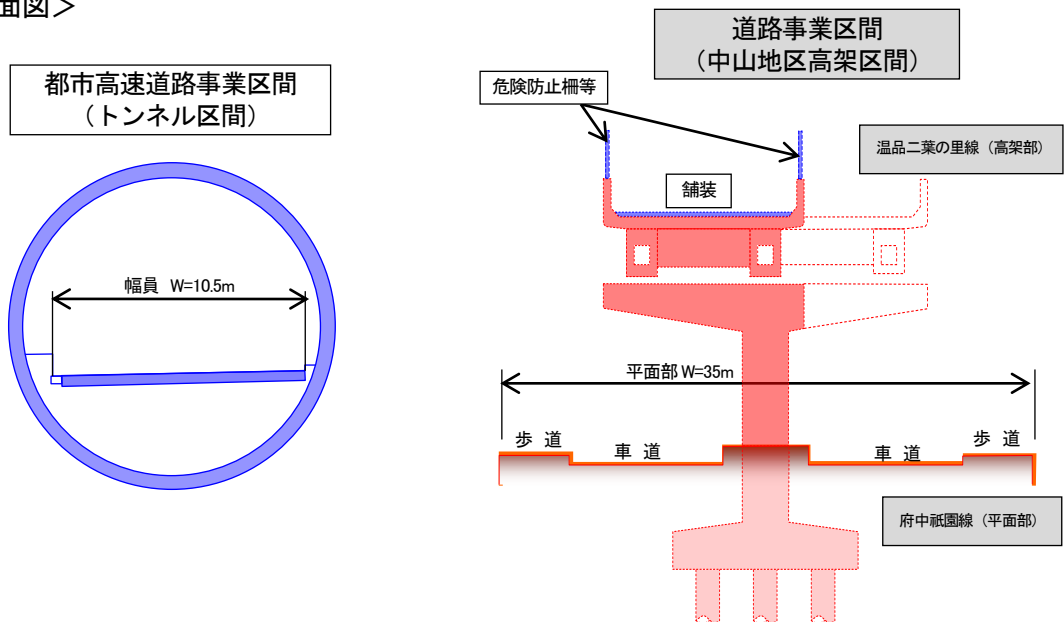 面図＞
都市高速道路事業区間
（トンネル区間）
幅員 W=10.5m
道路事業区間
（中山地区高架区間）
危険防止柵等
舗装
温品二葉の里線（高架部）
平面部 W=35m
歩 道
車 道
車 道
歩 道
府中祇園線（平面部）